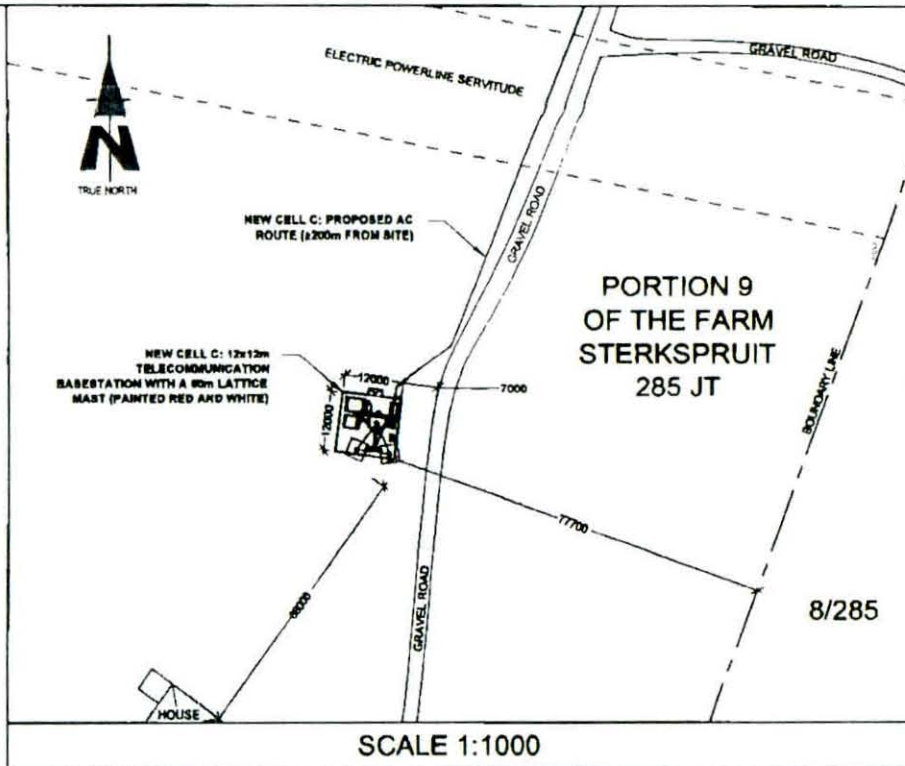 ELECTRIC POWERLINE SERVITUDE
GRAVEL ROAD
N
TRUE NORTH
GRAVEL ROAD
NEW CELL C: PROPOSED AC
ROUTE (±200m FROM SITE)
PORTION 9
OF THE FARM
STERKSPRUIT
285 JT
BOUNDARY LINE
NEW CELL C: 12x12m
TELECOMMUNICATION
BASESTATION WITH A LATTICE
MAST (PAINTED RED AND WHITE)
12000
7000
12000
77700
GRAVEL ROAD
8/285
HOUSE
SCALE 1:1000